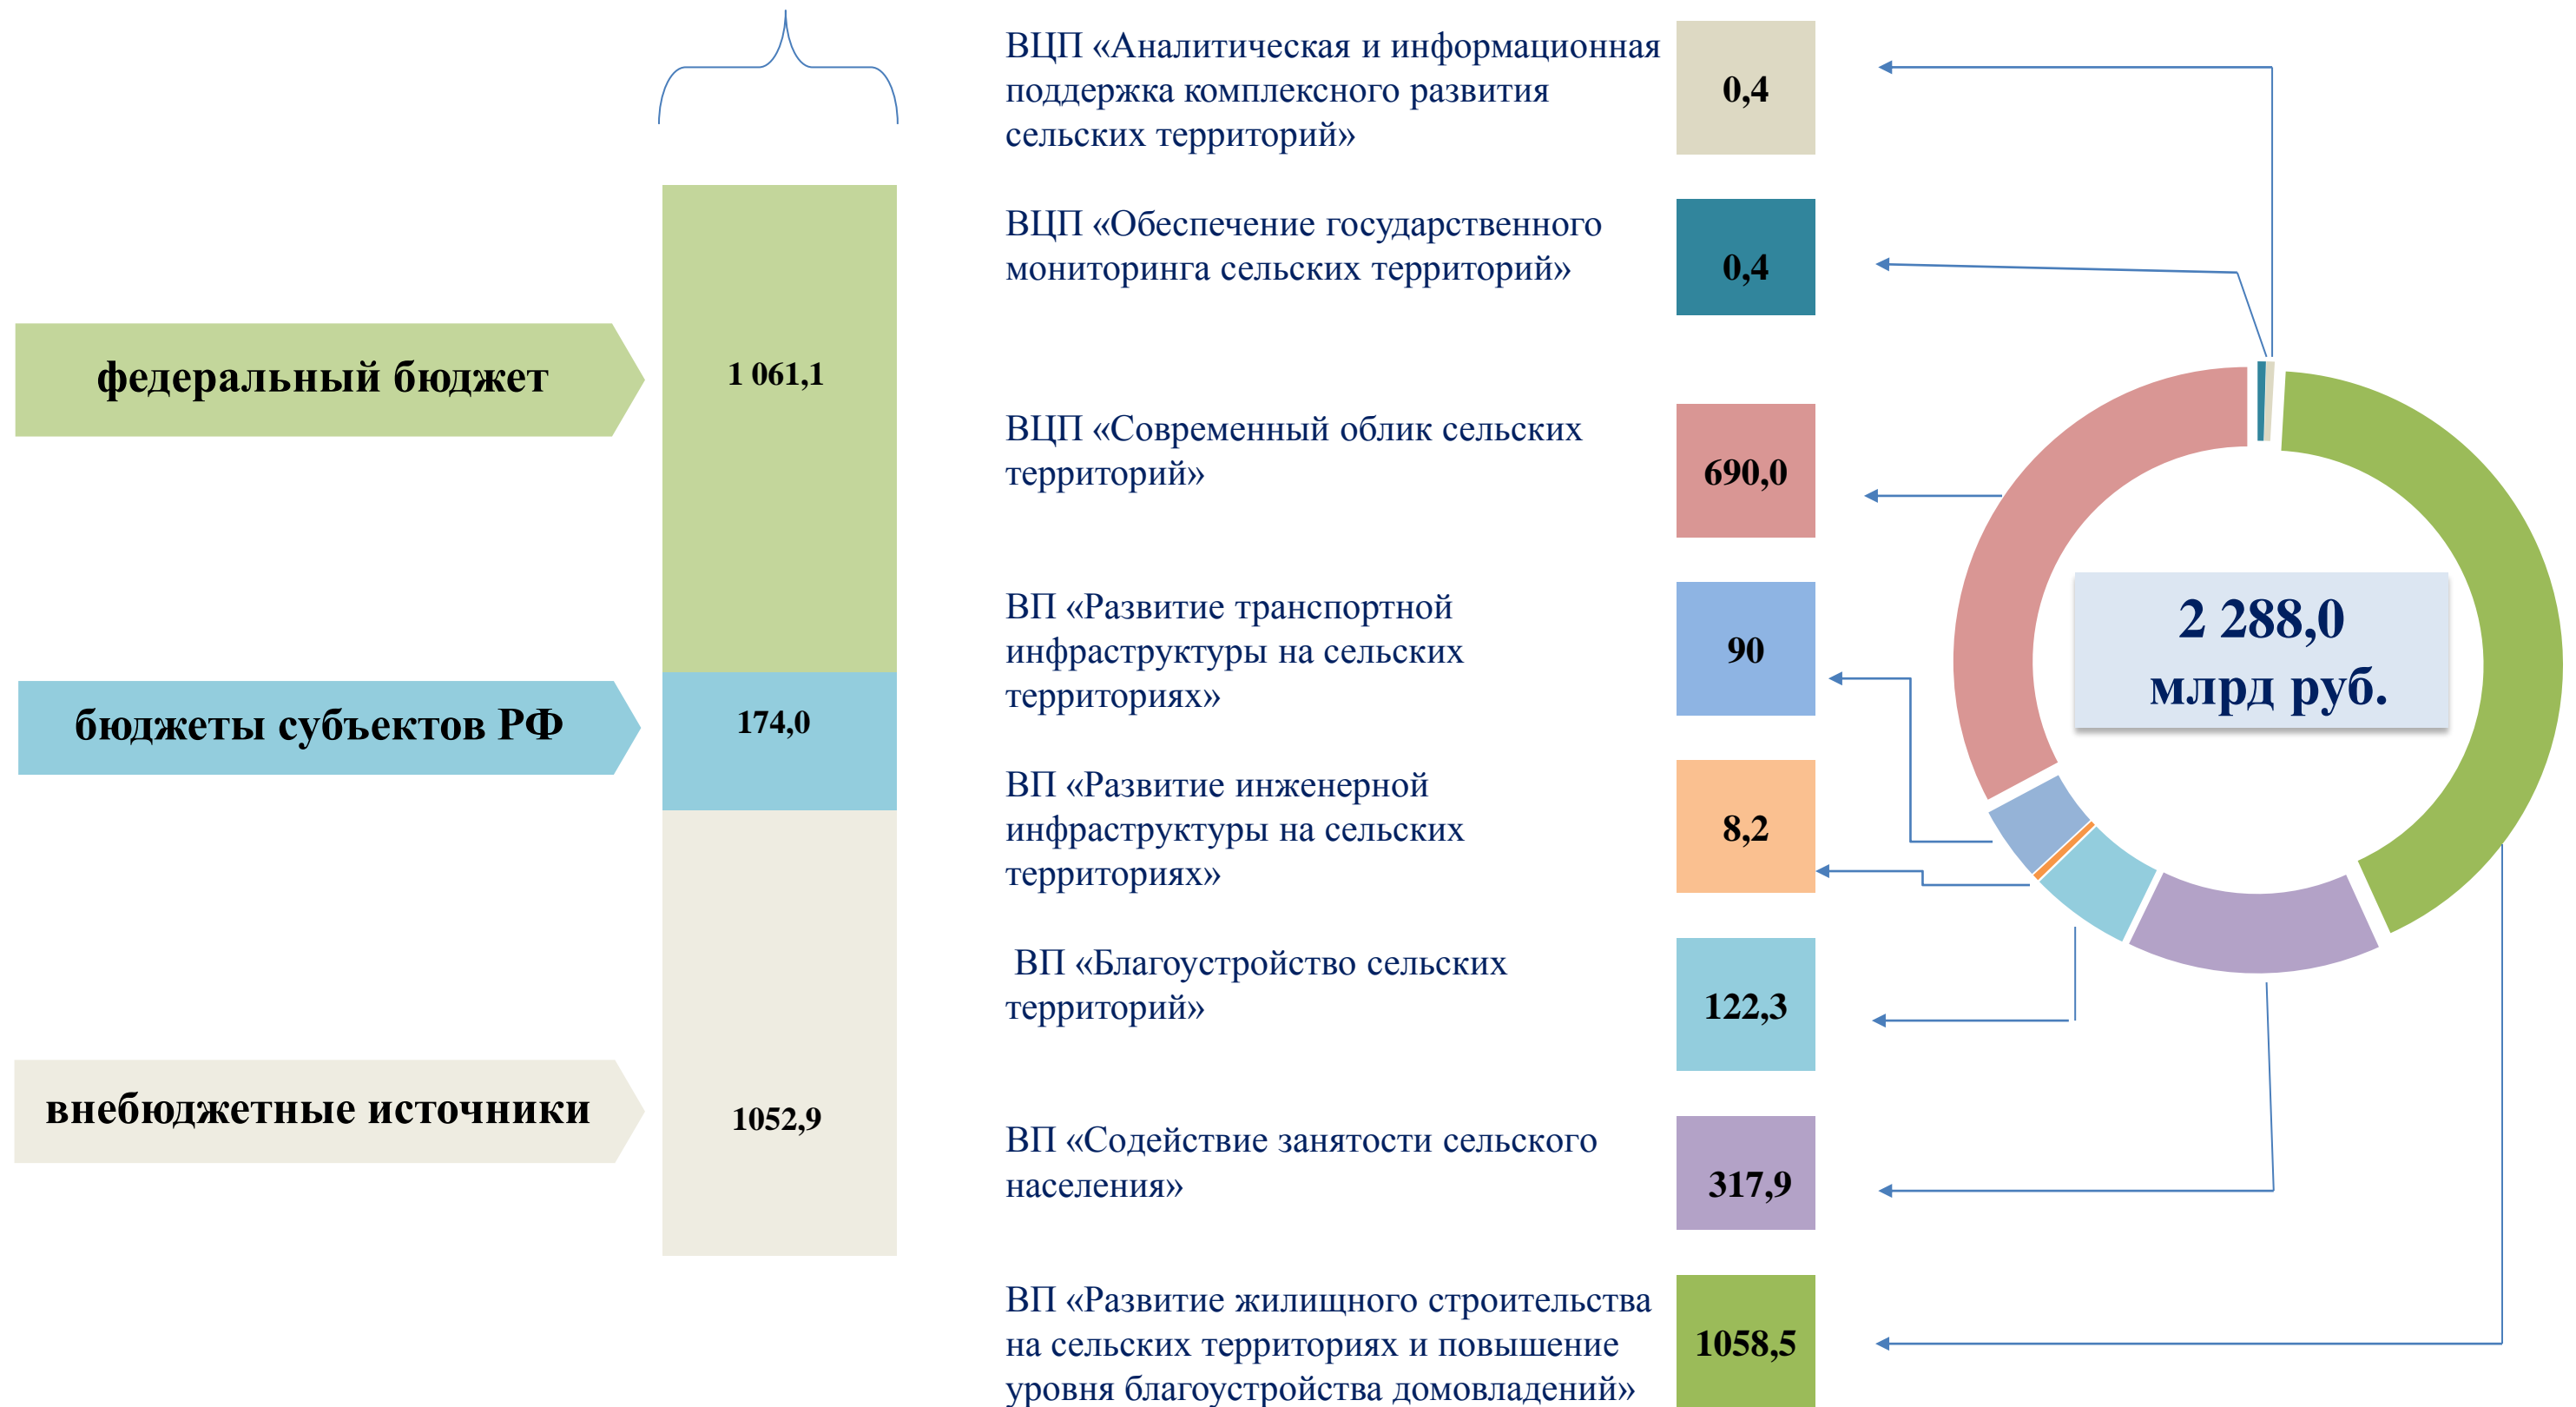 федеральный бюджет
1 061,1
бюджеты субъектов РФ
174,0
внебюджетные источники
1052,9
ВЦП «Аналитическая и информационная
поддержка комплексного развития
сельских территорий»
0,4
ВЦП «Обеспечение государственного
мониторинга сельских территорий»
0,4
ВЦП «Современный облик сельских
территорий»
690,0
ВП «Развитие транспортной
инфраструктуры на сельских
территориях»
90
ВП «Развитие инженерной
инфраструктуры на сельских
территориях»
8,2
ВП «Благоустройство сельских
территорий»
122,3
ВП «Содействие занятости сельского
населения»
317,9
ВП «Развитие жилищного строительства
на сельских территориях и повышение
уровня благоустройства домовладений»
1058,5
2 288,0
млрд руб.